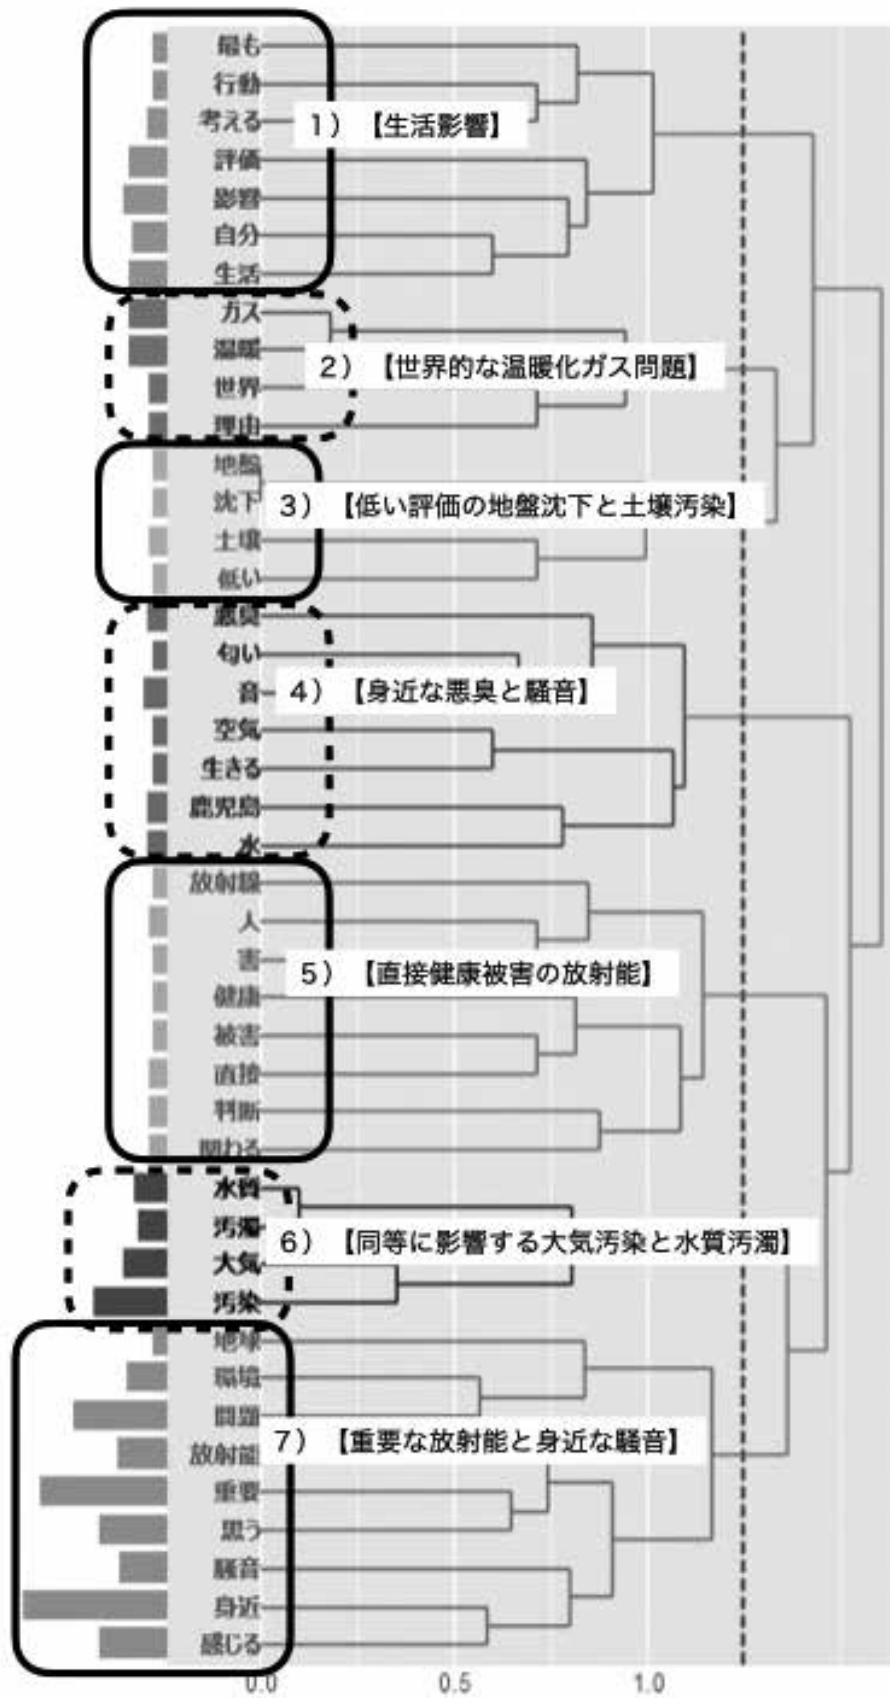 最も
行動
考える
1）【生活影響】
評価
影響
自分
生活
ガス
温暖
2）【世界的な温暖化ガス問題】
世界
理由
地盤
沈下
3）【低い評価の地盤沈下と土壌汚染】
土壌
低い
悪臭
匂い
音
4）【身近な悪臭と騒音】
空気
生きる
鹿児島
水
放射線
人
害
5）【直接健康被害の放射能】
健康
被害
直接
判断
関わる
水質
汚濁
6）【同等に影響する大気汚染と水質汚濁】
大気
汚染
地球
環境
問題
7）【重要な放射能と身近な騒音】
放射能
重要
思う
騒音
身近
感じる
0.0 0.5 1.0